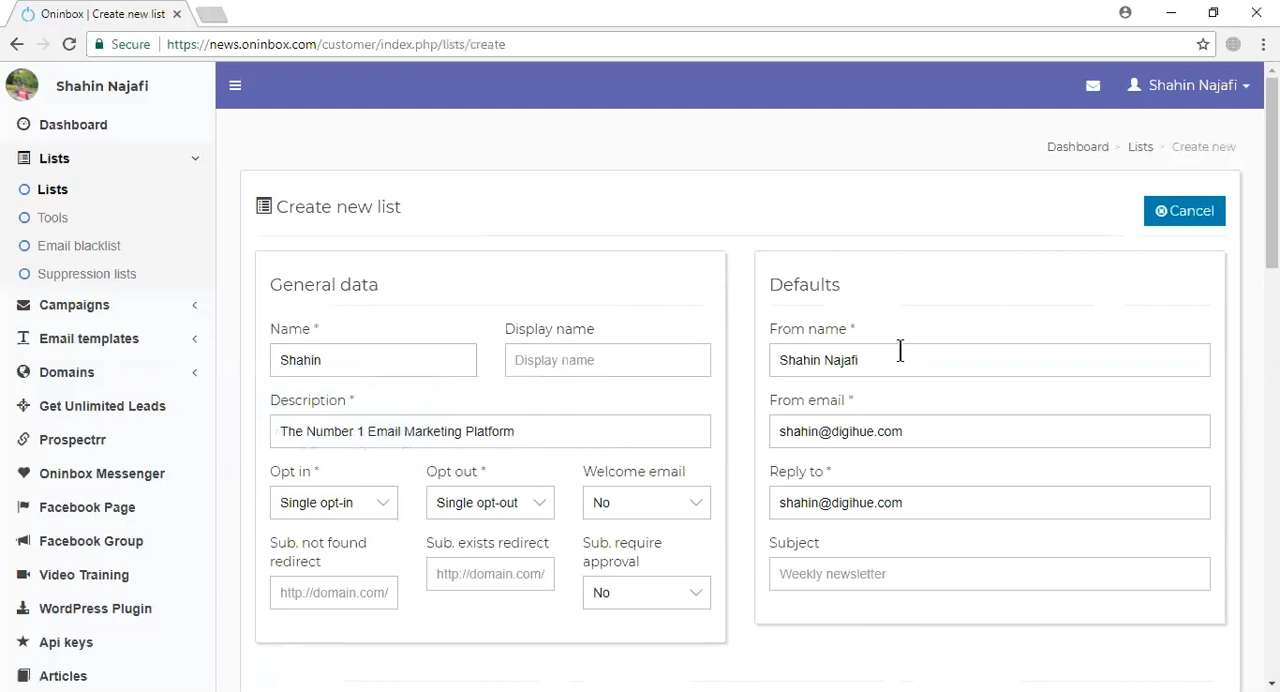 Oninbox | Create new list
Secure
https://news.oninbox.com/customer/index.php/lists/create
Shahin Najafi
Shahin Najafi
Dashboard
Lists
Lists
Tools
Email blacklist
Suppression lists
Campaigns
Email templates
Domains
Get Unlimited Leads
Prospectrr
Oninbox Messenger
Facebook Page
Facebook Group
Video Training
WordPress Plugin
Api keys
Articles
Dashboard > Lists > Create new
Create new list
Cancel
General data
Name *
Display name
Shahin
Display name
Description *
The Number 1 Email Marketing Platform
Opt in *
Opt out *
Welcome email
Single opt-in
Single opt-out
No
Sub. not found redirect
Sub. exists redirect
Sub. require approval
http://domain.com/
http://domain.com/
No
Defaults
From name *
Shahin Najafi
From email *
shahin@digihue.com
Reply to *
shahin@digihue.com
Subject
Weekly newsletter